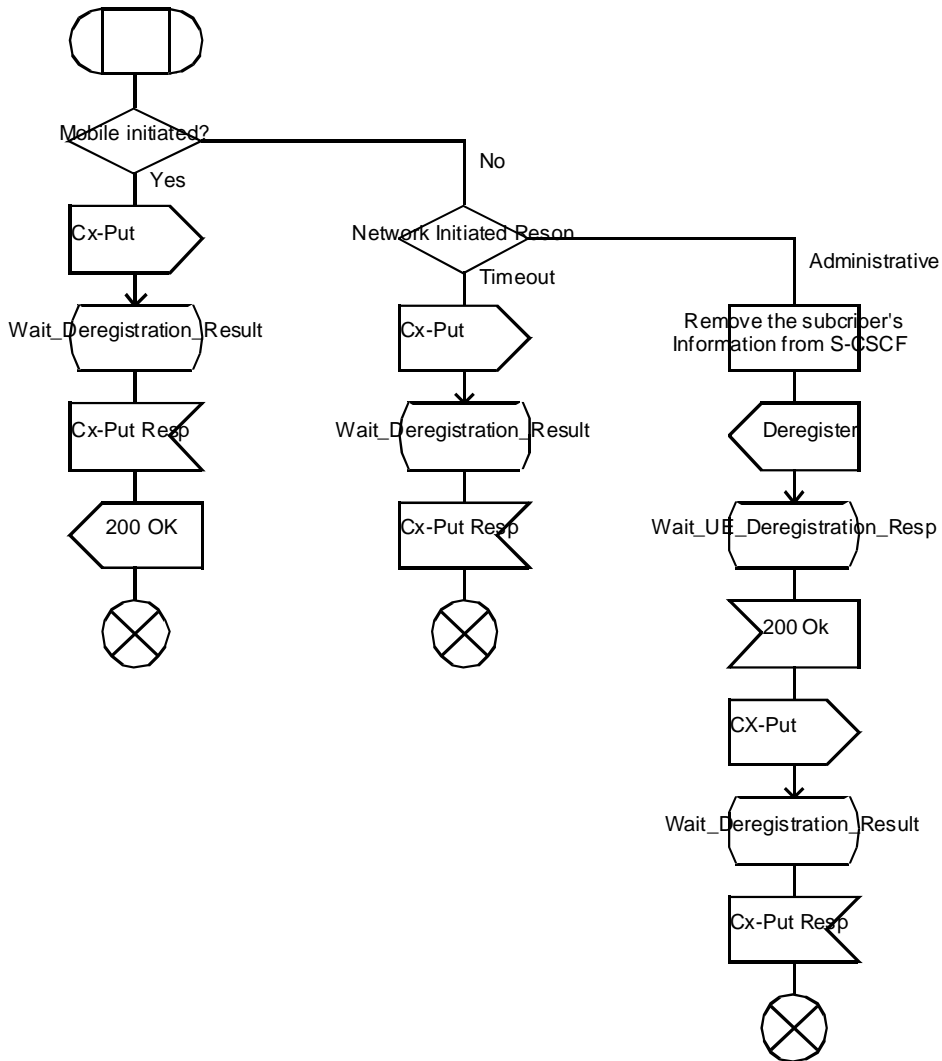 Mobile initiated?
Yes
No
Cx-Put
Wait_Deregistration_Result
Cx-Put Resp
200 OK
Network Initiated Reson
Timeout
Cx-Put
Wait_Deregistration_Result
Cx-Put Resp
Administrative
Remove the subcriber's
Information from S-CSCF
Deregister
Wait_UE_Deregistration_Resp
200 Ok
CX-Put
Wait_Deregistration_Result
Cx-Put Resp